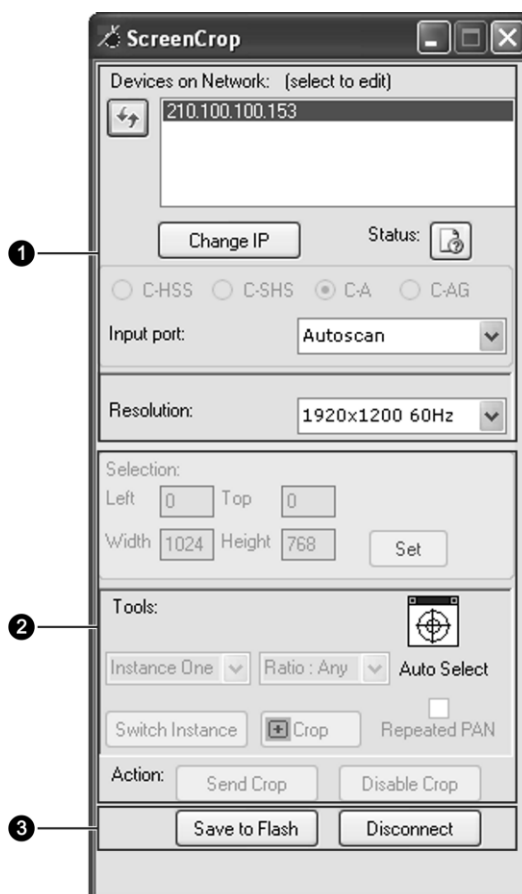 ScreenCrop
Devices on Network: (select to edit)
210.100.100.153
1
Change IP
Status:
C-HSS C-SHS C-A C-AG
Input port: Autoscan
Resolution: 1920x1200 60Hz
Selection:
Left 0 Top 0
Width 1024 Height 768 Set
2
Tools:
Instance One Ratio : Any Auto Select
Switch Instance Crop Repeated PAN
Action: Send Crop Disable Crop
3
Save to Flash Disconnect